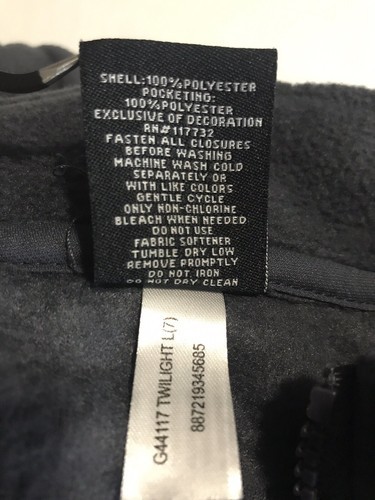 SHELL:100%POLYESTER
POCKETING:
100%POLYESTER
EXCLUSIVE OF DECORATION
RN#117732
FASTEN ALL CLOSURES
BEFORE WASHING
MACHINE WASH COLD
SEPARATELY OR
WITH LIKE COLORS
GENTLE CYCLE
ONLY NON-CHLORINE
BLEACH WHEN NEEDED
DO NOT USE
FABRIC SOFTENER
TUMBLE DRY LOW
REMOVE PROMPTLY
DO NOT IRON
DO NOT DRY CLEAN
G44117 TWILIGHT L(7)
887219345685